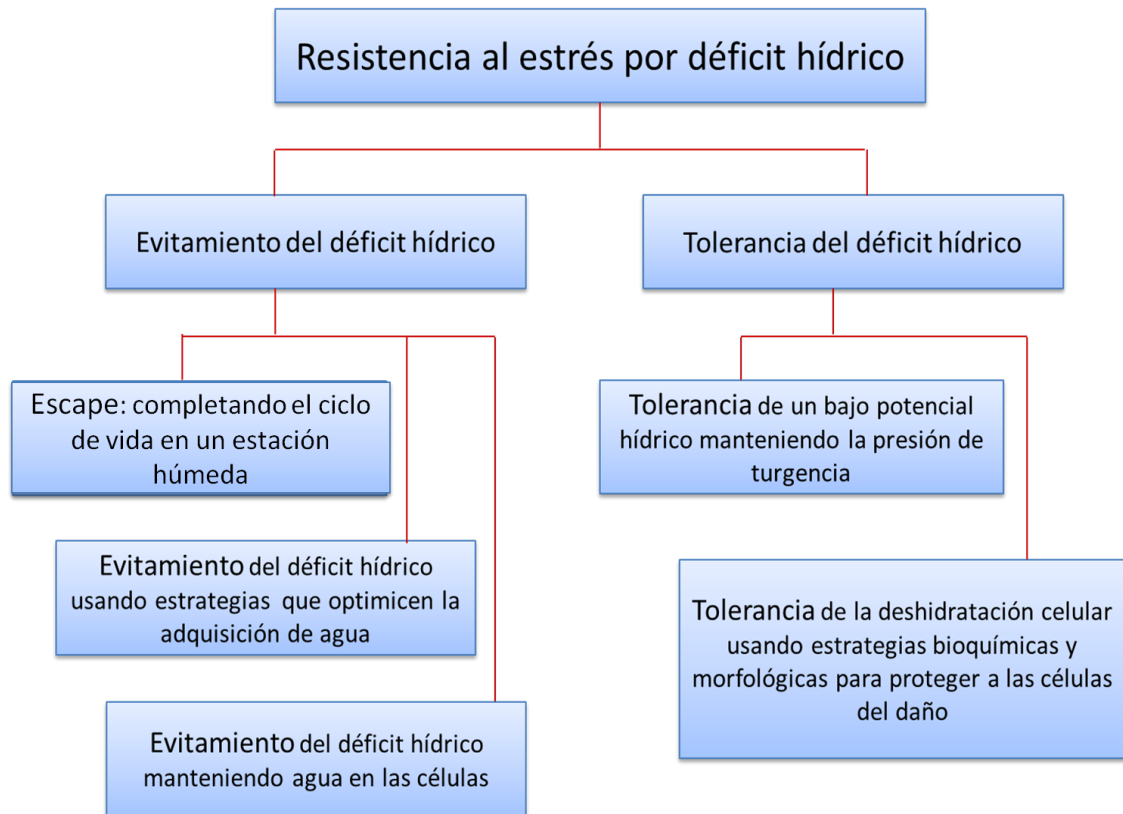 Resistencia al estrés por déficit hídrico
Evitamiento del déficit hídrico
Tolerancia del déficit hídrico
Escape: completando el ciclo
de vida en un estación
húmeda
Evitamiento del déficit hídrico
usando estrategias que optimicen la
adquisición de agua
Evitamiento del déficit hídrico
manteniendo agua en las células
Tolerancia de un bajo potencial
hídrico manteniendo la presión de
turgencia
Tolerancia de la deshidratación celular
usando estrategias bioquímicas y
morfológicas para proteger a las células
del daño